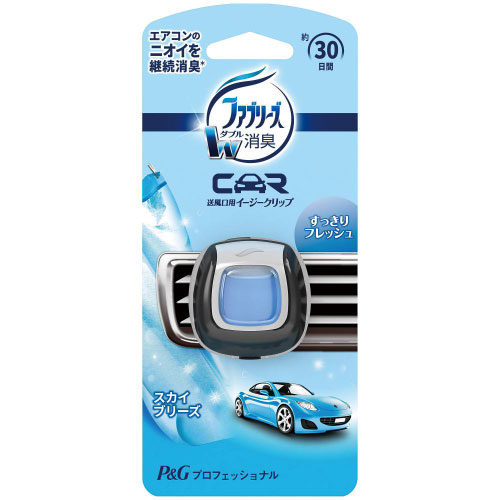 エアコンの
ニオイを
継続消臭*
約30
日間
ファブリーズ
ダブル
W消臭
CAR
送風口用イージークリップ
すっきり
フレッシュ
スカイ
ブリーズ
P&G プロフェッショナル